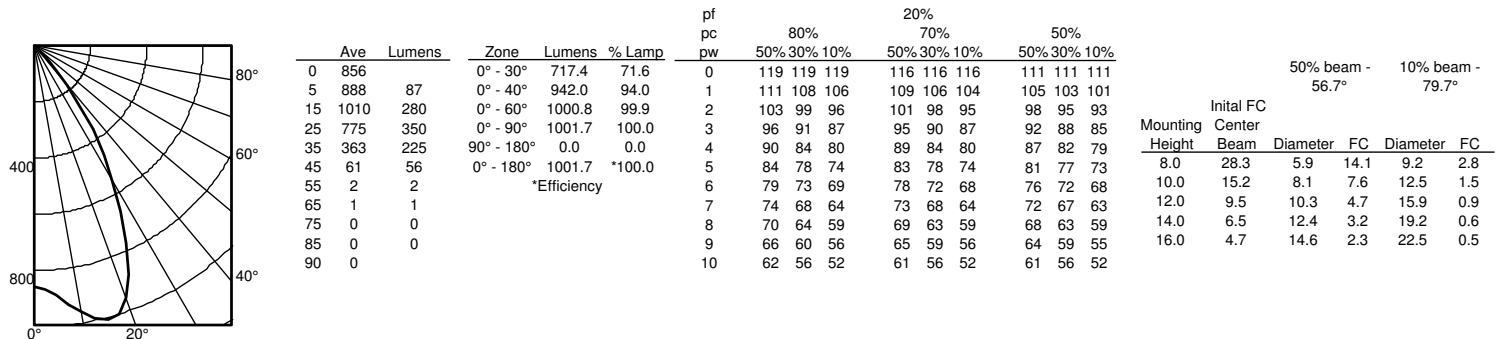 80°
60°
40°
400
800
0°
20°
Ave Lumens
0 856
5 888 87
15 1010 280
25 775 350
35 363 225
45 61 56
55 2 2
65 1 1
75 0 0
85 0 0
90 0
Zone Lumens % Lamp
0° - 30° 717.4 71.6
0° - 40° 942.0 94.0
0° - 60° 1000.8 99.9
0° - 90° 1001.7 100.0
90° - 180° 0.0 0.0
0° - 180° 1001.7 *100.0
*Efficiency
pf 20%
pc 80% 70% 50%
pw 50% 30% 10% 50% 30% 10% 50% 30% 10%
0 119 119 119 116 116 116 111 111 111
1 111 108 106 109 106 104 105 103 101
2 103 99 96 101 98 95 98 95 93
3 96 91 87 95 90 87 92 88 85
4 90 84 80 89 84 80 87 82 79
5 84 78 74 83 78 74 81 77 73
6 79 73 69 78 72 68 76 72 68
7 74 68 64 73 68 64 72 67 63
8 70 64 59 69 63 59 68 63 59
9 66 60 56 65 59 56 64 59 55
10 62 56 52 61 56 52 61 56 52
50% beam - 10% beam -
56.7° 79.7°
Inital FC
Mounting Center
Height Beam Diameter FC Diameter FC
8.0 28.3 5.9 14.1 9.2 2.8
10.0 15.2 8.1 7.6 12.5 1.5
12.0 9.5 10.3 4.7 15.9 0.9
14.0 6.5 12.4 3.2 19.2 0.6
16.0 4.7 14.6 2.3 22.5 0.5